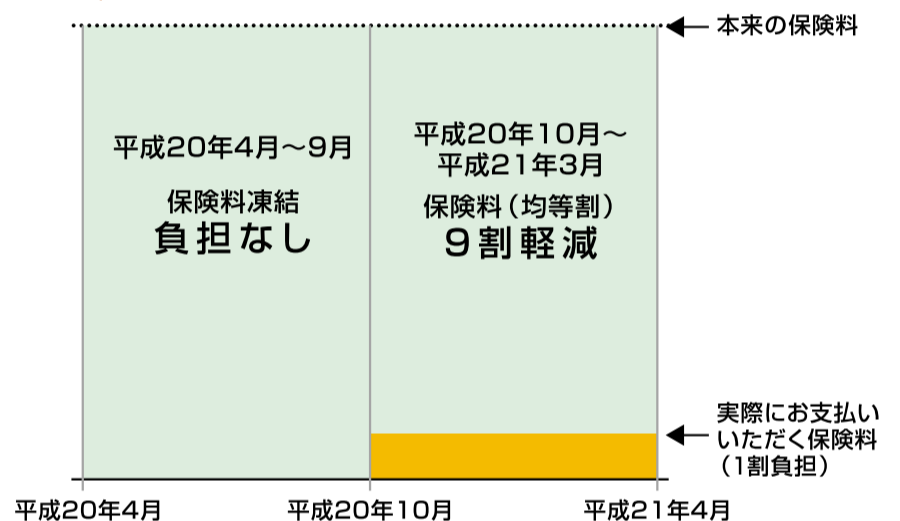 本来の保険料
平成20年4月～9月
保険料凍結
負担なし
平成20年10月～
平成21年3月
保険料（均等割）
9割軽減
実際にお支払い
いただく保険料
（1割負担）
平成20年4月
平成20年10月
平成21年4月